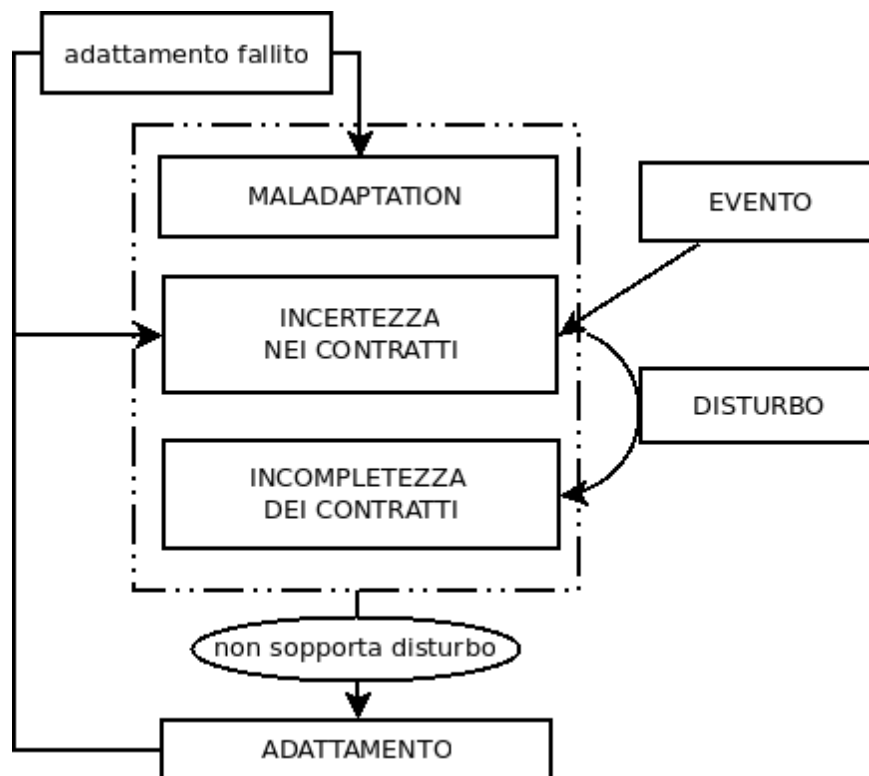 adattamento fallito
MALADAPTATION
EVENTO
INCERTEZZA
NEI CONTRATTI
DISTURBO
INCOMPLETEZZA
DEI CONTRATTI
non sopporta disturbo
ADATTAMENTO